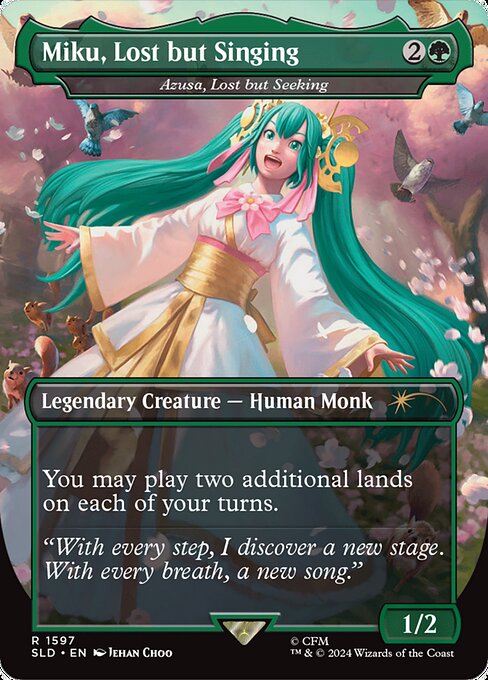 Miku, Lost but Singing 2
Azusa, Lost but Seeking
Legendary Creature — Human Monk
You may play two additional lands
on each of your turns.
“With every step, I discover a new stage.
With every breath, a new song.”
1/2
R 1597
SLD • EN Jehan Choo
© CFM
™ & © 2024 Wizards of the Coast